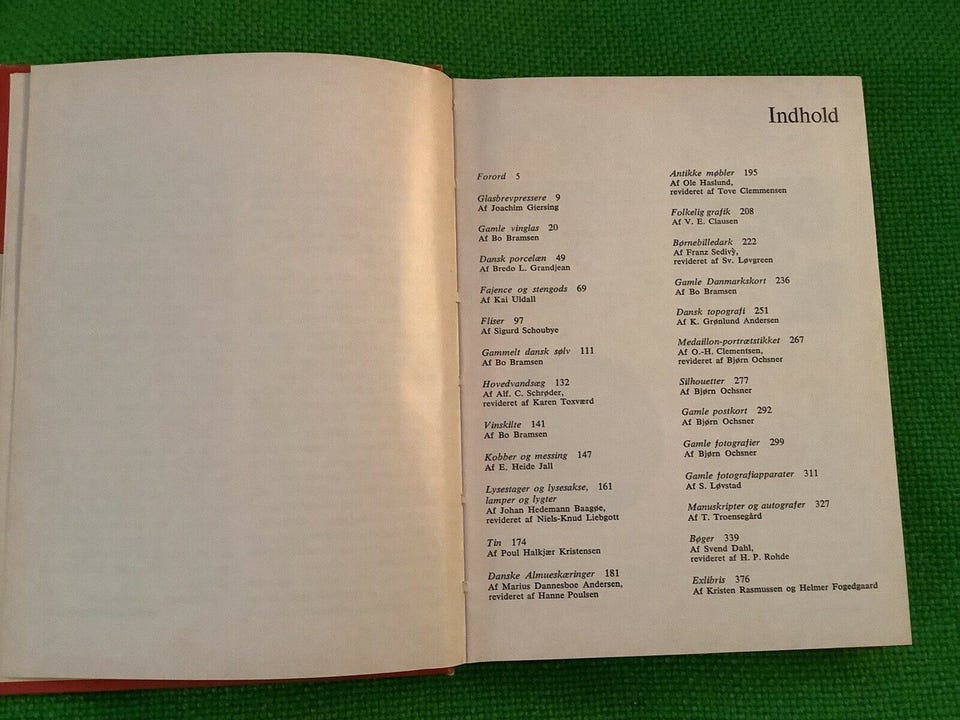 Indhold
Forord 5
Glasbrevpressere 9
Af Joachim Giersing
Gamle vinglas 20
Af Bo Bramsen
Dansk porcelæn 49
Af Bredo L. Grandjean
Fajence og stengods 69
Af Kai Uldall
Fliser 97
Af Sigurd Schoubye
Gammelt dansk sølv 111
Af Bo Bramsen
Hovedvandsæg 132
Af Alf. C. Schrøder,
revideret af Karen Toxværd
Vinskilte 141
Af Bo Bramsen
Kobber og messing 147
Af E. Heide Jall
Lysestager og lysesakse, 161
lamper og lygter
Af Johan Hedemann Baagøe,
revideret af Niels-Knud Liebgott
Tin 174
Af Poul Halkjær Kristensen
Danske Almueskæringer 181
Af Marius Dannesboe Andersen,
revideret af Hanne Poulsen
Antikke møbler 195
Af Ole Haslund,
revideret af Tove Clemmensen
Folkelig grafik 208
Af V. E. Clausen
Børnebilledark 222
Af Franz Sedivý,
revideret af Sv. Løvgreen
Gamle Danmarkskort 236
Af Bo Bramsen
Dansk topografi 251
Af K. Grønlund Andersen
Medaillon-portrætstikket 267
Af O.-H. Clementsen,
revideret af Bjørn Ochsner
Silhouetter 277
Af Bjørn Ochsner
Gamle postkort 292
Af Bjørn Ochsner
Gamle fotografier 299
Af Bjørn Ochsner
Gamle fotografiapparater 311
Af S. Løvstad
Manuskripter og autografer 327
Af T. Troensegård
Bøger 339
Af Svend Dahl,
revideret af H. P. Rohde
Exlibris 376
Af Kristen Rasmussen og Helmer Fogedgaard